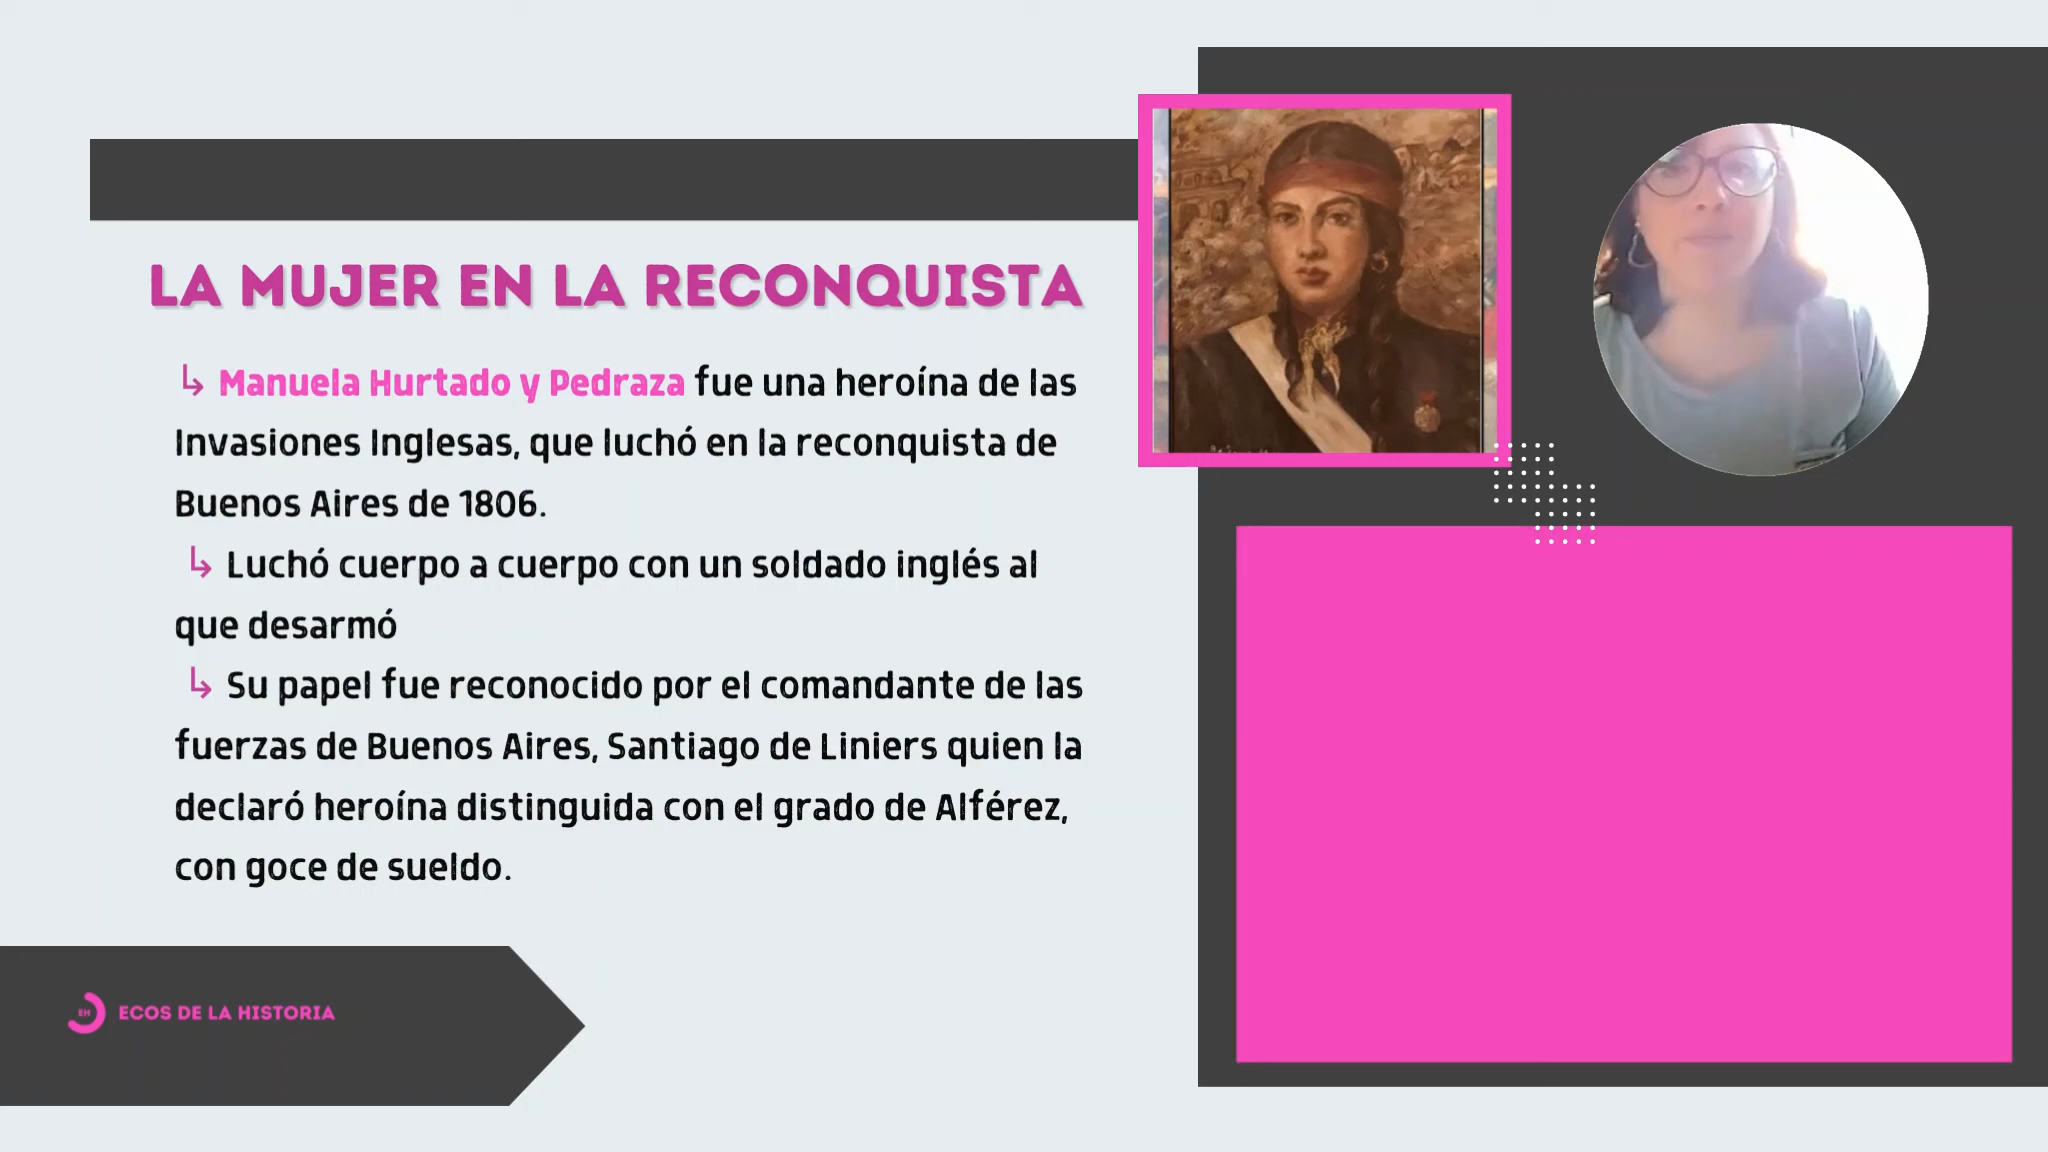 LA MUJER EN LA RECONQUISTA
↳ Manuela Hurtado y Pedraza fue una heroína de las
Invasiones Inglesas, que luchó en la reconquista de
Buenos Aires de 1806.
↳ Luchó cuerpo a cuerpo con un soldado inglés al
que desarmó
↳ Su papel fue reconocido por el comandante de las
fuerzas de Buenos Aires, Santiago de Liniers quien la
declaró heroína distinguida con el grado de Alférez,
con goce de sueldo.
EH ECOS DE LA HISTORIA